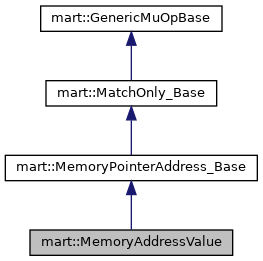 mart::GenericMuOpBase
mart::MatchOnly_Base
mart::MemoryPointerAddress_Base
mart::MemoryAddressValue